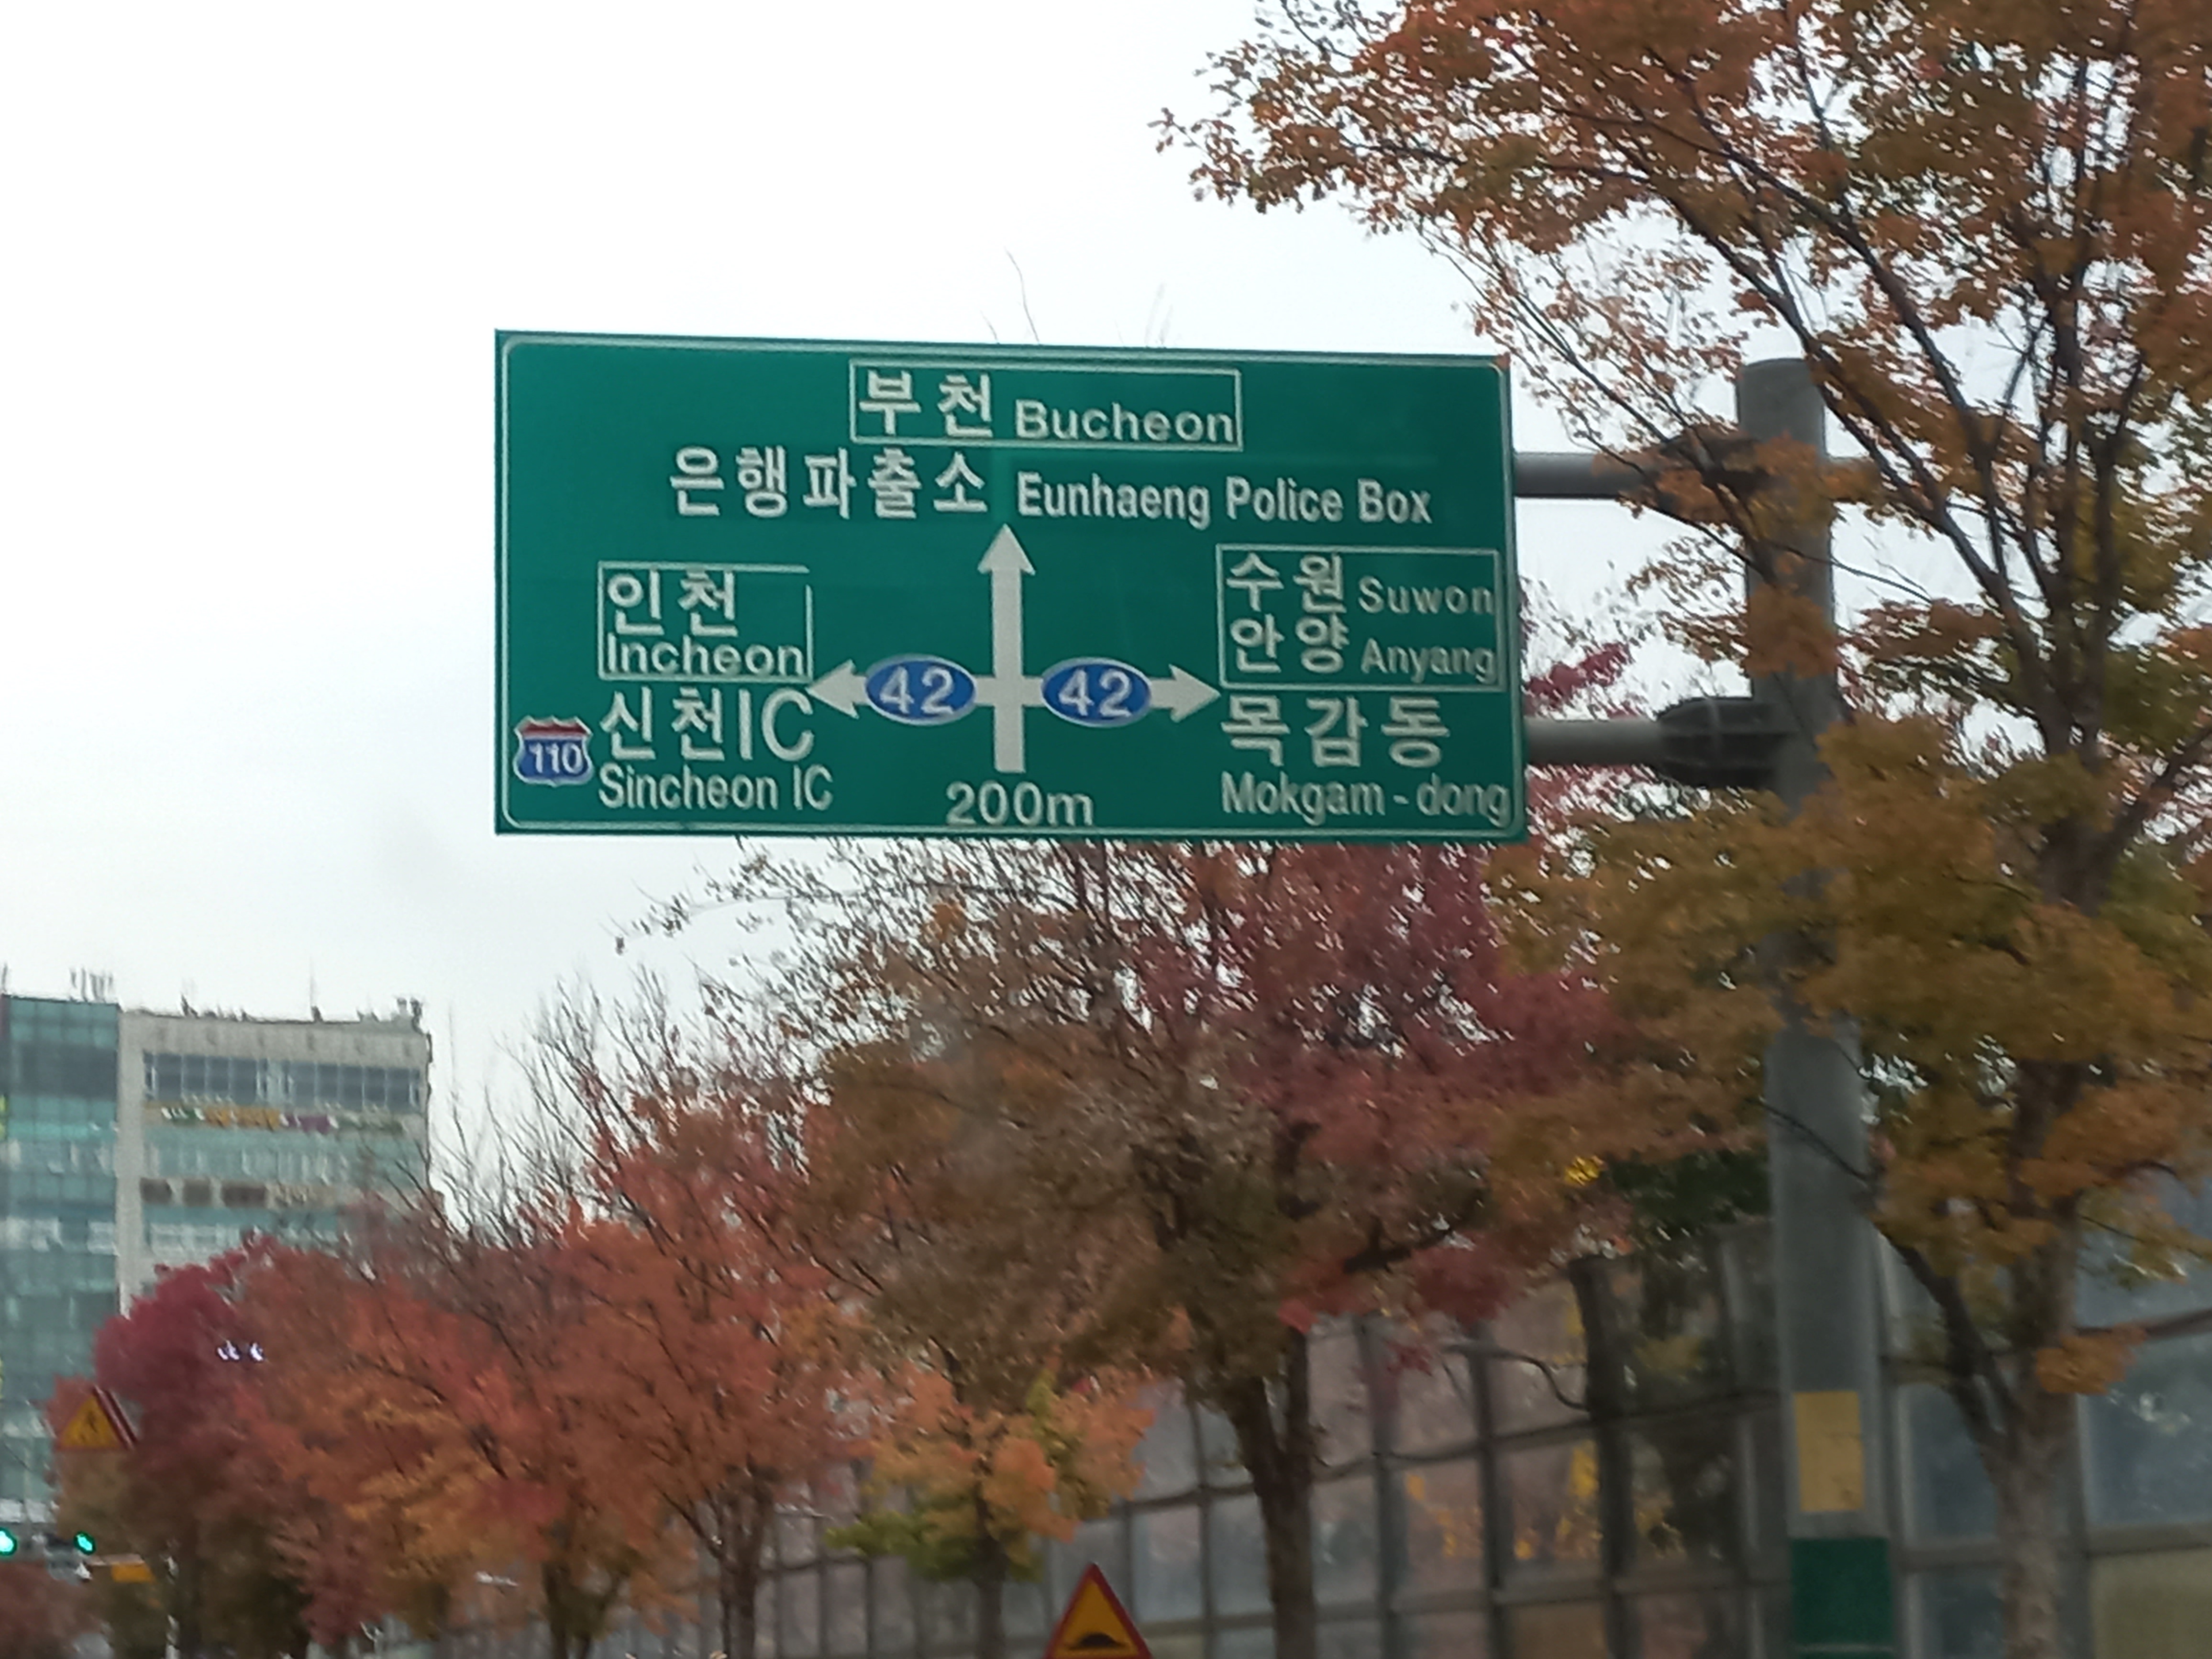 부천 Bucheon
은행파출소 Eunhaeng Police Box
인천
Incheon
42
42
수원 Suwon
안양 Anyang
110
신천IC
Sincheon IC
200m
목감동
Mokgam-dong